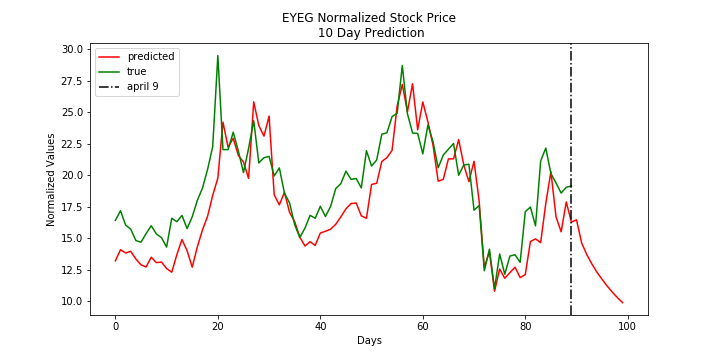 EYEG Normalized Stock Price
10 Day Prediction
predicted
true
april 9
Normalized Values
30.0
27.5
25.0
22.5
20.0
17.5
15.0
12.5
10.0
0 20 40 60 80 100
Days